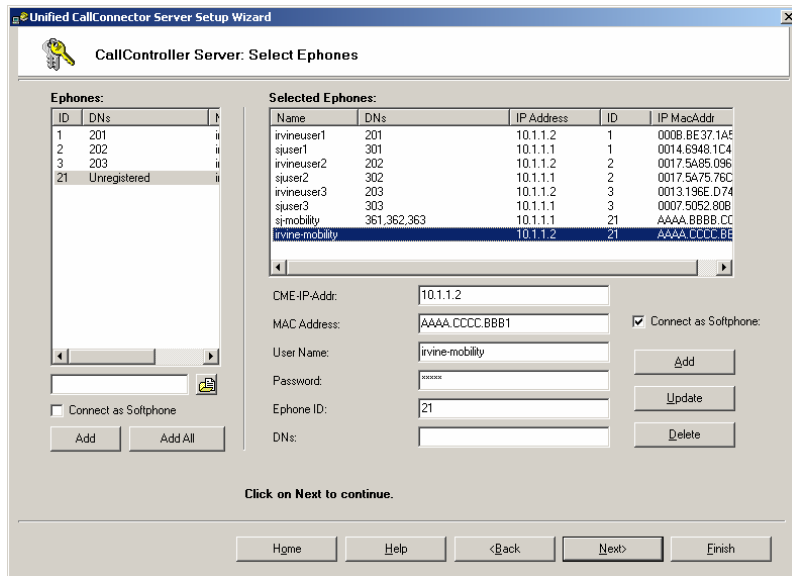 Unified CallConnector Server Setup Wizard
CallController Server: Select Ephones
Ephones:
ID DNs
1 201
2 202
3 203
21 Unregistered
Connect as Softphone
Add Add All
Selected Ephones:
Name DNs IP Address ID IP MacAddr
irvineuser1 201 10.1.1.2 1 000B.BE37.1A5
sjuser1 301 10.1.1.1 1 0014.6948.1C4
irvineuser2 202 10.1.1.2 2 0017.5A85.096
sjuser2 302 10.1.1.1 2 0017.5A75.76C
irvineuser3 203 10.1.1.2 3 0013.196E.D74
sjuser3 303 10.1.1.1 3 0007.5052.80B
sj-mobility 361,362,363 10.1.1.1 21 AAAA.BBBB.CC
irvine-mobility 10.1.1.2 21 AAAA.CCCC.BB
CME-IP-Addr: 10.1.1.2
MAC Address: AAAA.CCCC.BBB1
Connect as Softphone:
User Name: irvine-mobility
Add
Password: xxxxx
Update
Ephone ID: 21
DNs:
Delete
Click on Next to continue.
Home Help <Back Next> Finish